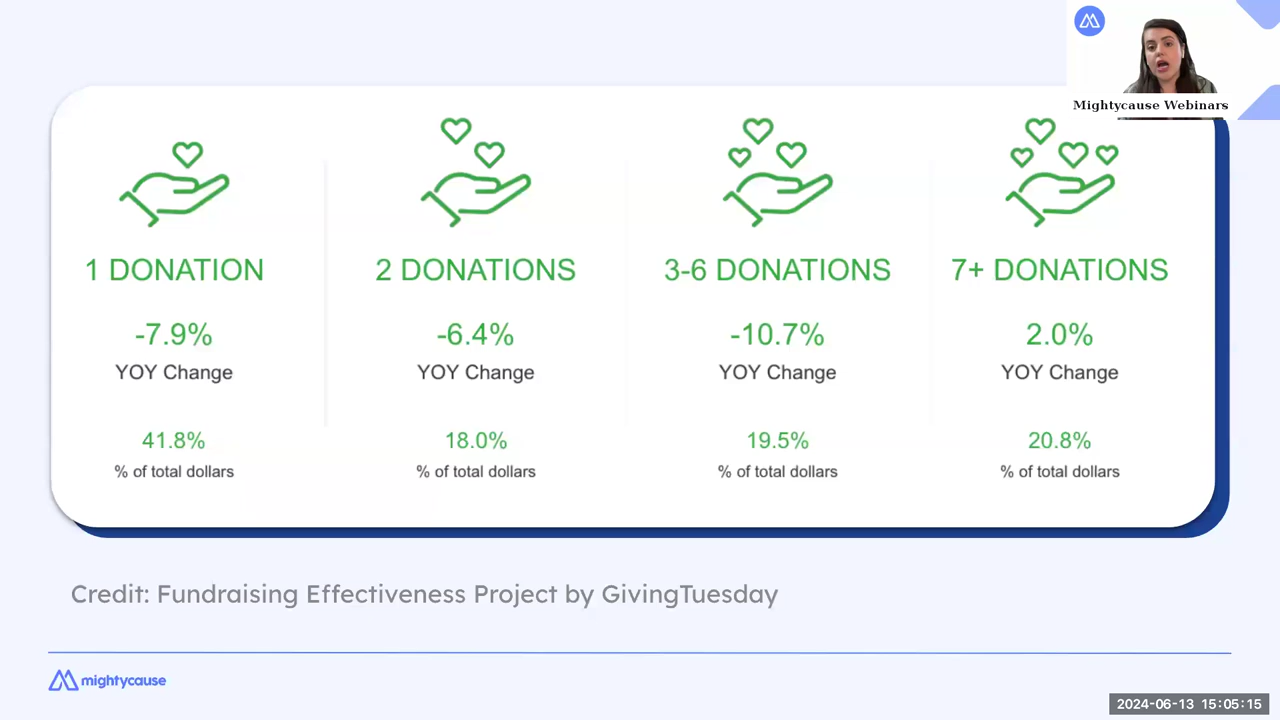 Mightycause Webinars
1 DONATION
-7.9%
YOY Change
41.8%
% of total dollars
2 DONATIONS
-6.4%
YOY Change
18.0%
% of total dollars
3-6 DONATIONS
-10.7%
YOY Change
19.5%
% of total dollars
7+ DONATIONS
2.0%
YOY Change
20.8%
% of total dollars
Credit: Fundraising Effectiveness Project by GivingTuesday
mightycause
2024-06-13 15:05:15